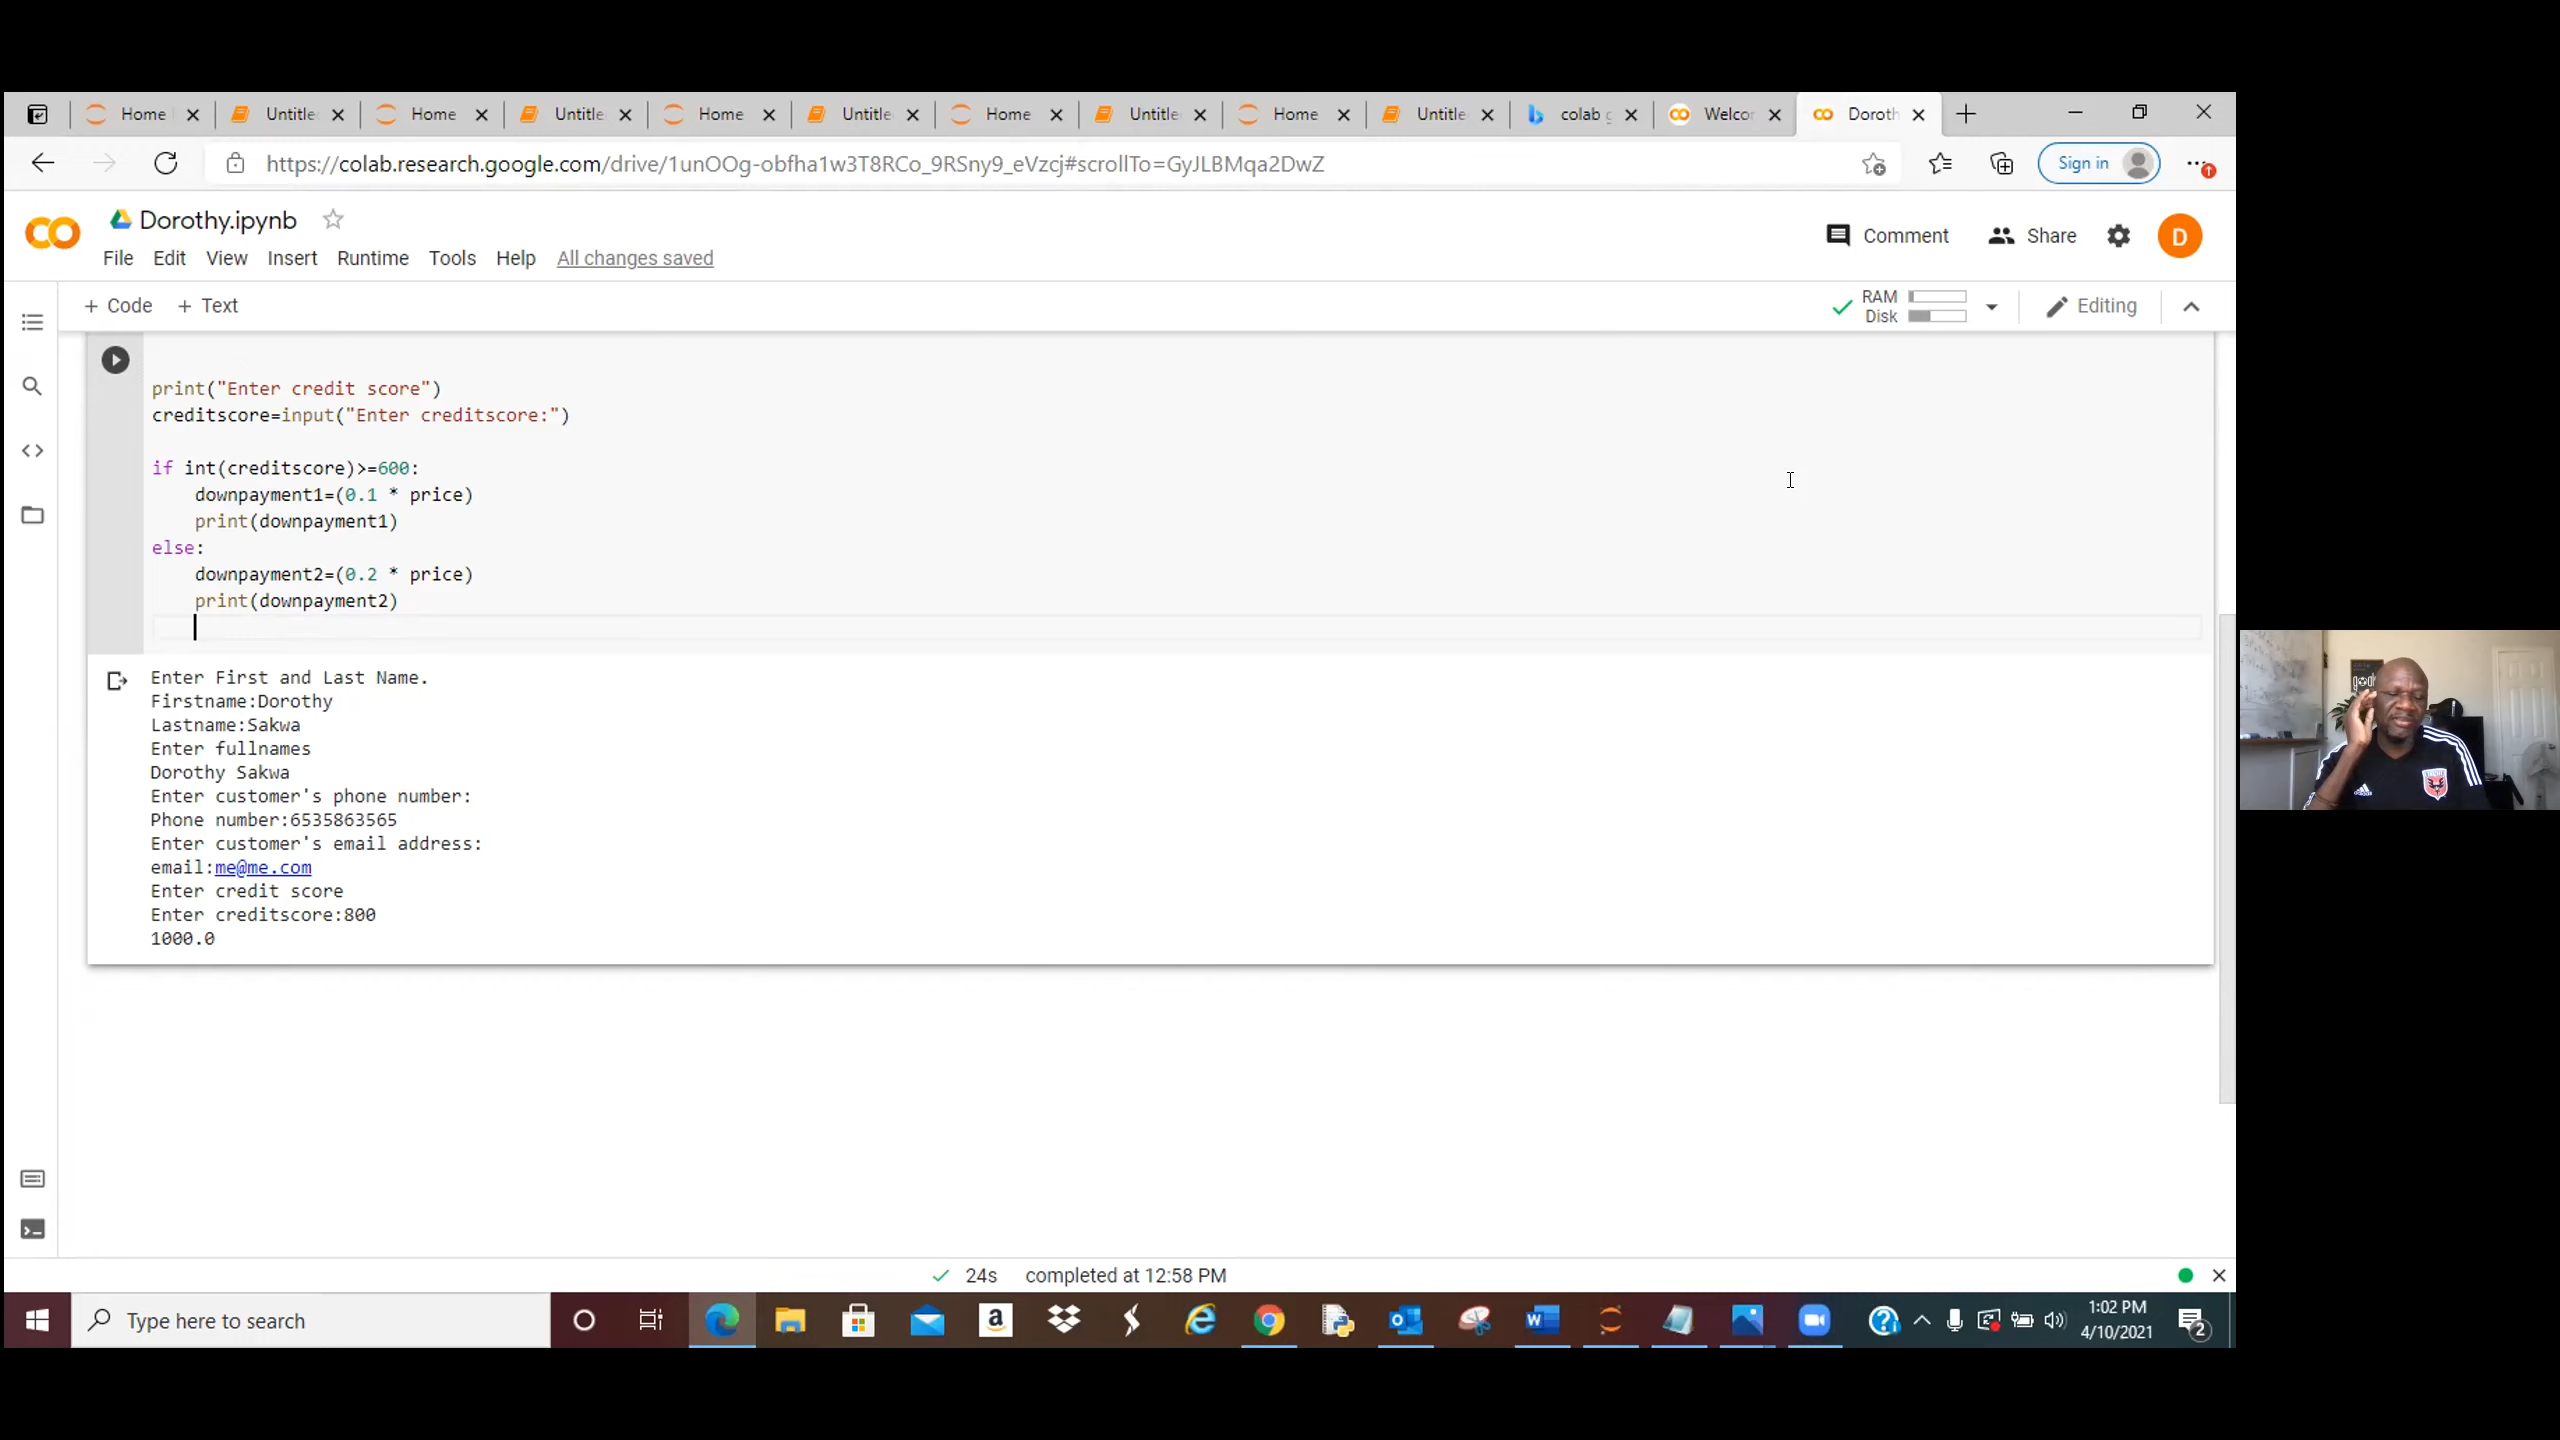 Home
Untitle
Home
Untitle
Home
Untitle
Home
Untitle
Home
Untitle
colab g
Welcor
Doroth
https://colab.research.google.com/drive/1unOOg-obfha1w3T8RCo_9RSny9_eVzcj#scrollTo=GyJLBMqa2DwZ
Sign in
CO
Dorothy.ipynb
Comment
Share
D
File Edit View Insert Runtime Tools Help All changes saved
+ Code + Text
RAM
Disk
Editing
print("Enter credit score")
creditscore=input("Enter creditscore:")
if int(creditscore)>=600:
downpayment1=(0.1 * price)
print(downpayment1)
else:
downpayment2=(0.2 * price)
print(downpayment2)
Enter First and Last Name.
Firstname:Dorothy
Lastname:Sakwa
Enter fullnames
Dorothy Sakwa
Enter customer's phone number:
Phone number:6535863565
Enter customer's email address:
email:me@me.com
Enter credit score
Enter creditscore:800
1000.0
24s completed at 12:58 PM
Type here to search
1:02 PM
4/10/2021
2